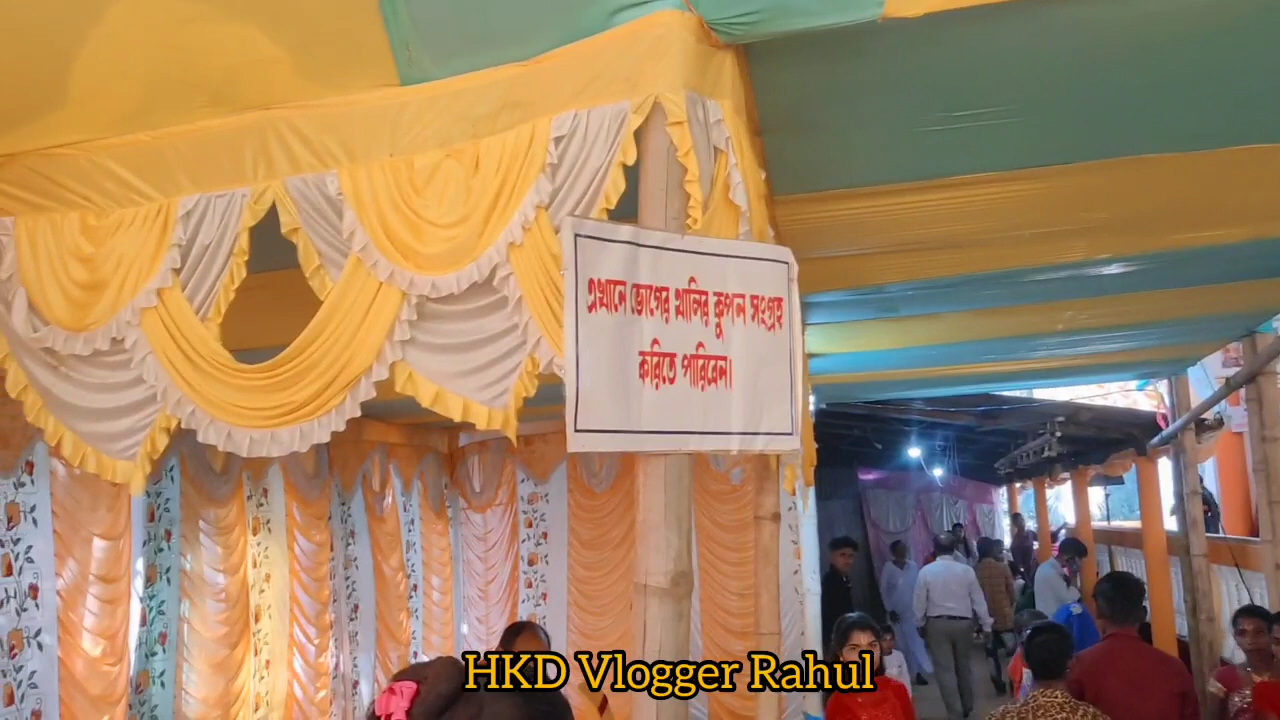 এখানে ভোগের থালির কুপন সংগ্রহ
করিতে পারিবেন।
HKD Vlogger Rahul